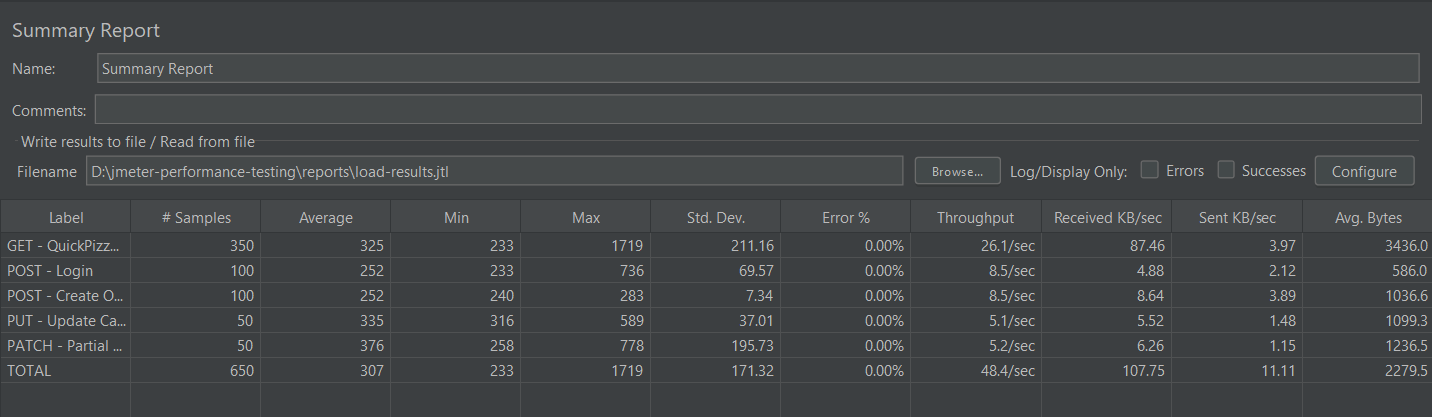 Summary Report
Name: Summary Report
Comments:
Write results to file / Read from file
Filename D:\jmeter-performance-testing\reports\load-results.jtl Browse... Log/Display Only: Errors Successes Configure
Label # Samples Average Min Max Std. Dev. Error % Throughput Received KB/sec Sent KB/sec Avg. Bytes
GET - QuickPizz... 350 325 233 1719 211.16 0.00% 26.1/sec 87.46 3.97 3436.0
POST - Login 100 252 233 736 69.57 0.00% 8.5/sec 4.88 2.12 586.0
POST - Create O... 100 252 240 283 7.34 0.00% 8.5/sec 8.64 3.89 1036.6
PUT - Update Ca... 50 335 316 589 37.01 0.00% 5.1/sec 5.52 1.48 1099.3
PATCH - Partial ... 50 376 258 778 195.73 0.00% 5.2/sec 6.26 1.15 1236.5
TOTAL 650 307 233 1719 171.32 0.00% 48.4/sec 107.75 11.11 2279.5